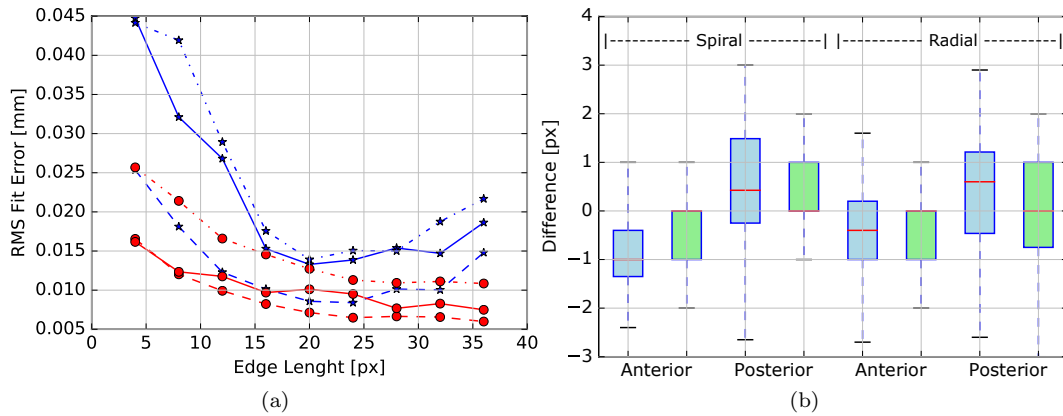 0.045
0.040
0.035
0.030
0.025
0.020
0.015
0.010
0.005
RMS Fit Error [mm]
0 5 10 15 20 25 30 35 40
Edge Lenght [px]
(a)
4
3
2
1
0
−1
−2
−3
Difference [px]
|----------Spiral----------| |----------Radial----------|
Anterior Posterior Anterior Posterior
(b)